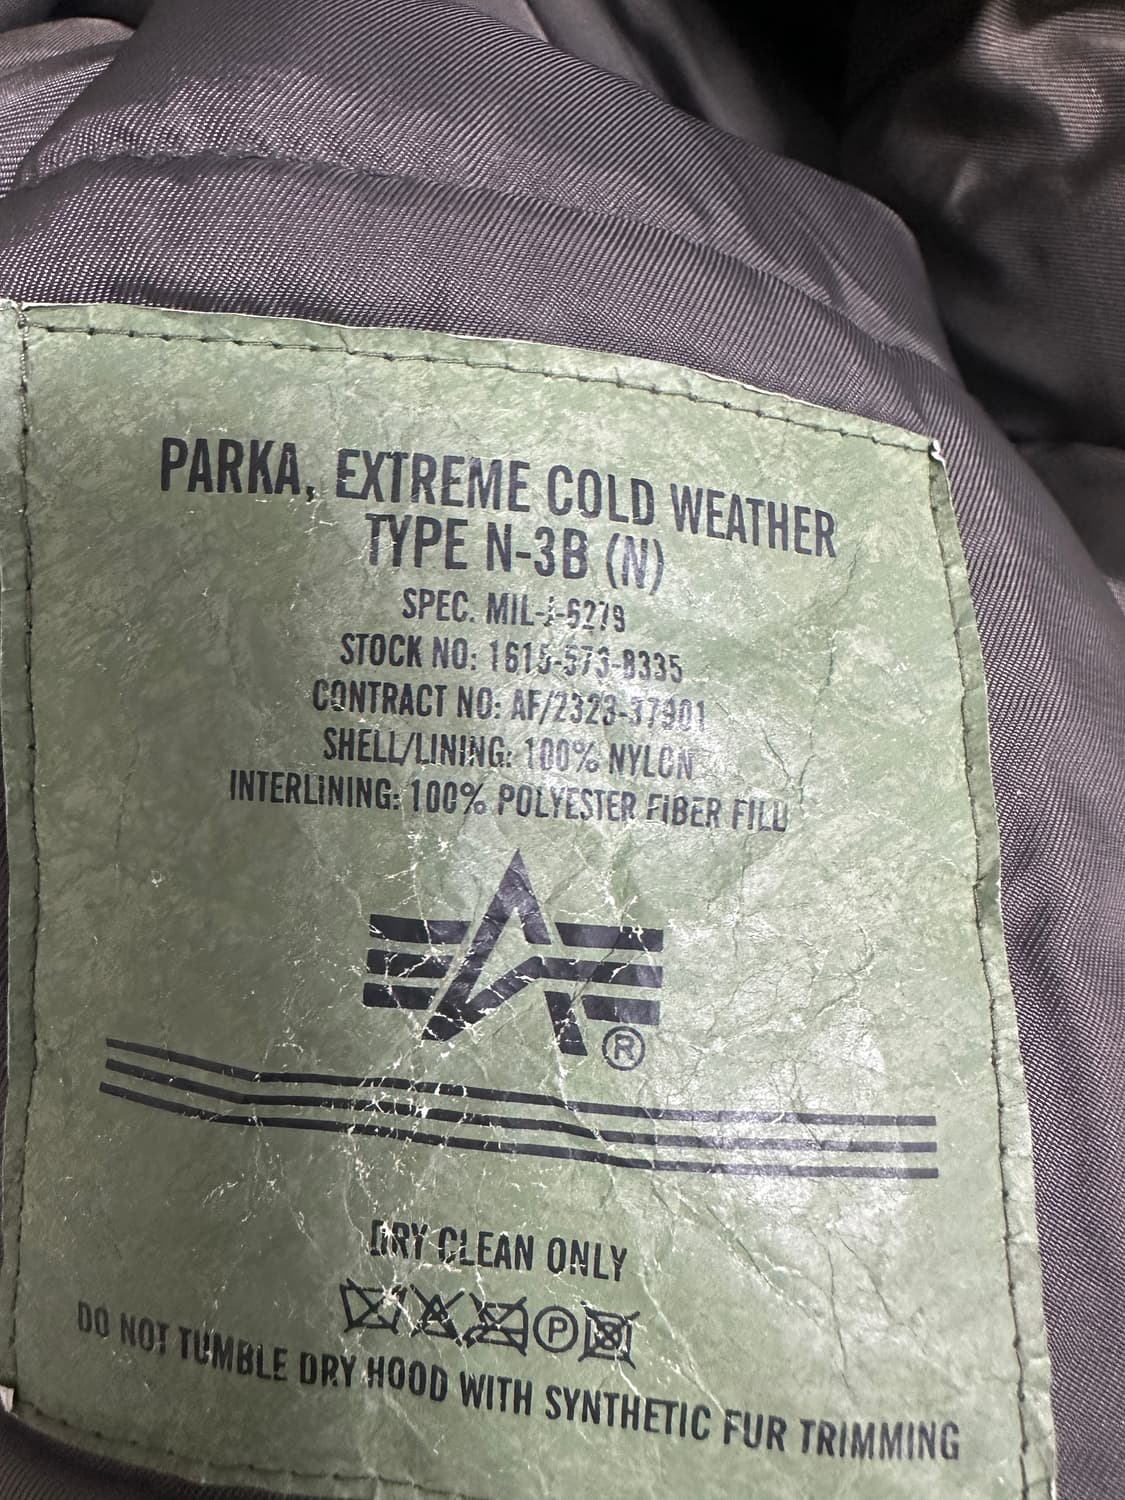 PARKA, EXTREME COLD WEATHER
TYPE N-3B (N)
SPEC. MIL-J-6279
STOCK NO: 1615-573-8335
CONTRACT NO: AF/2323-37901
SHELL/LINING: 100% NYLON
INTERLINING: 100% POLYESTER FIBER FILL
®
DRY CLEAN ONLY
P
DO NOT TUMBLE DRY HOOD WITH SYNTHETIC FUR TRIMMING